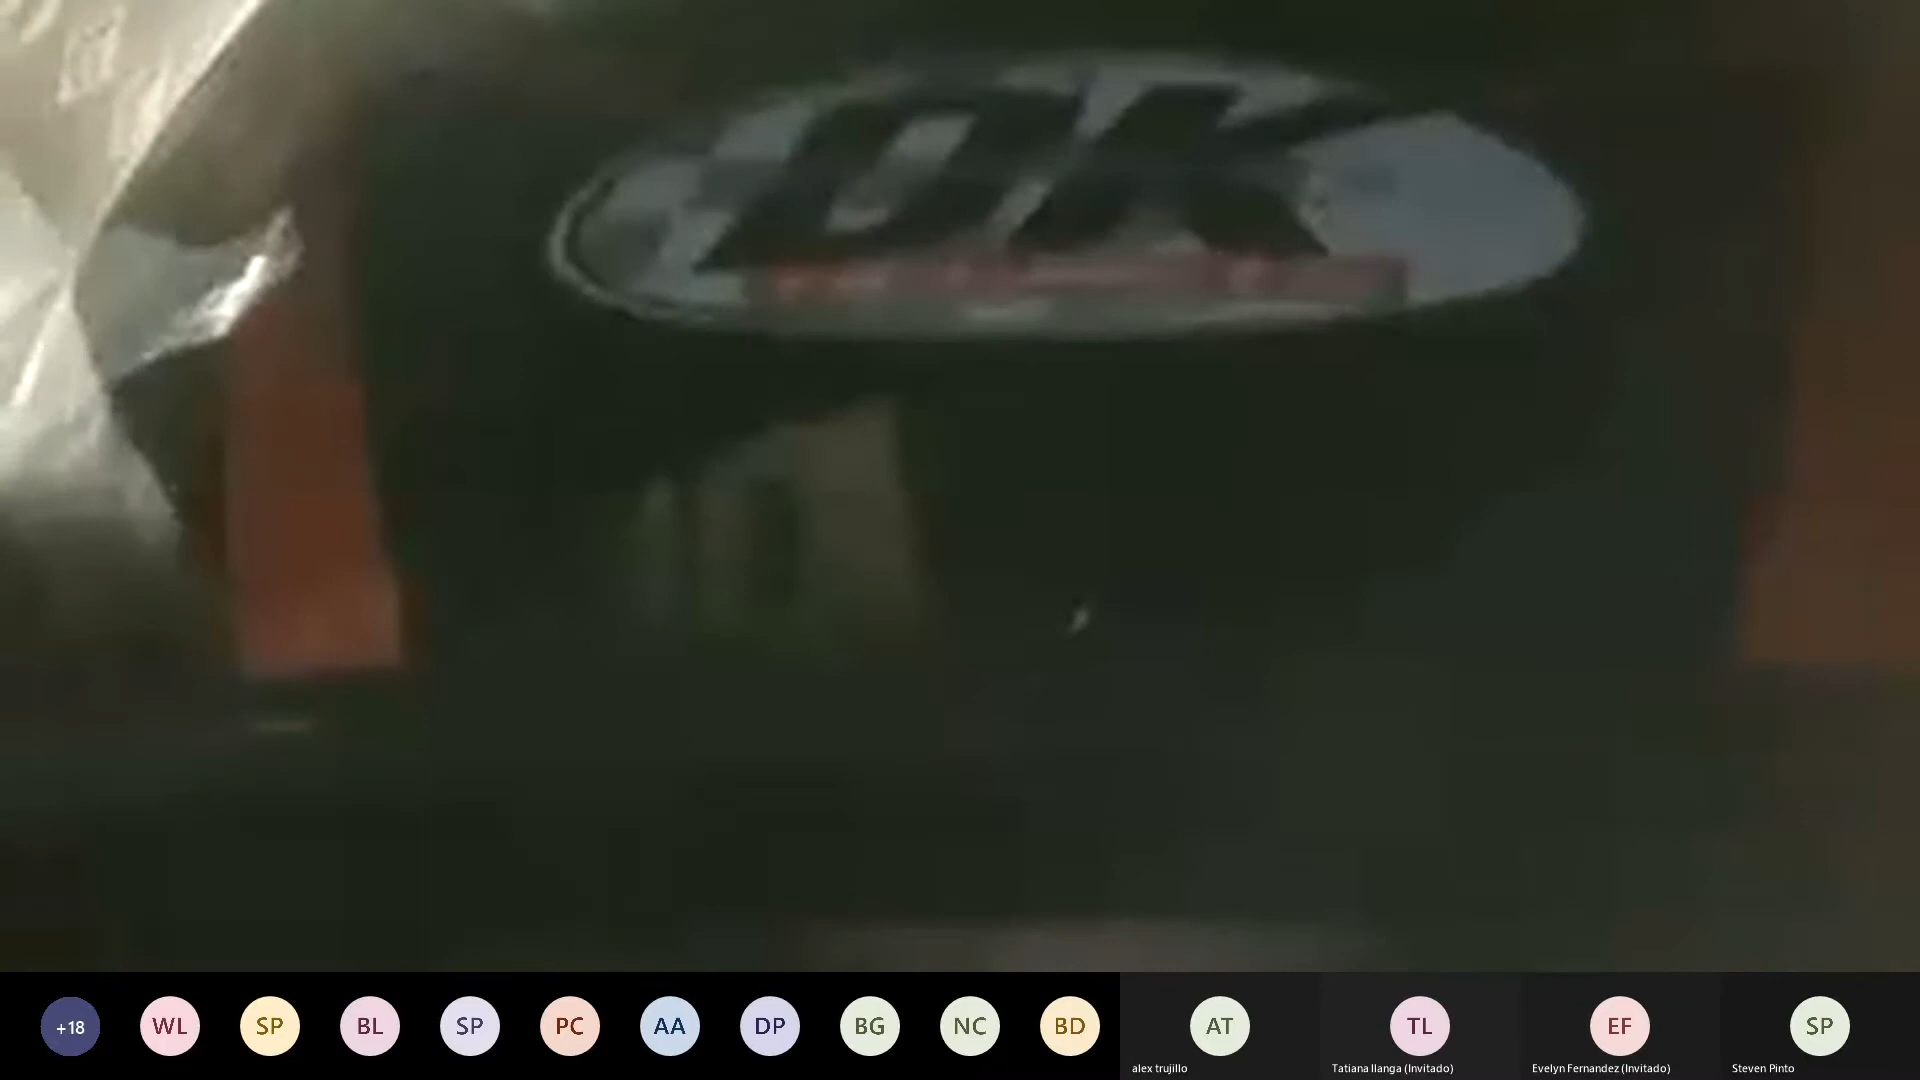 +18
WL
SP
BL
SP
PC
AA
DP
BG
NC
BD
AT
TL
EF
SP
alex trujillo
Tatiana llanga (Invitado)
Evelyn Fernandez (Invitado)
Steven Pinto